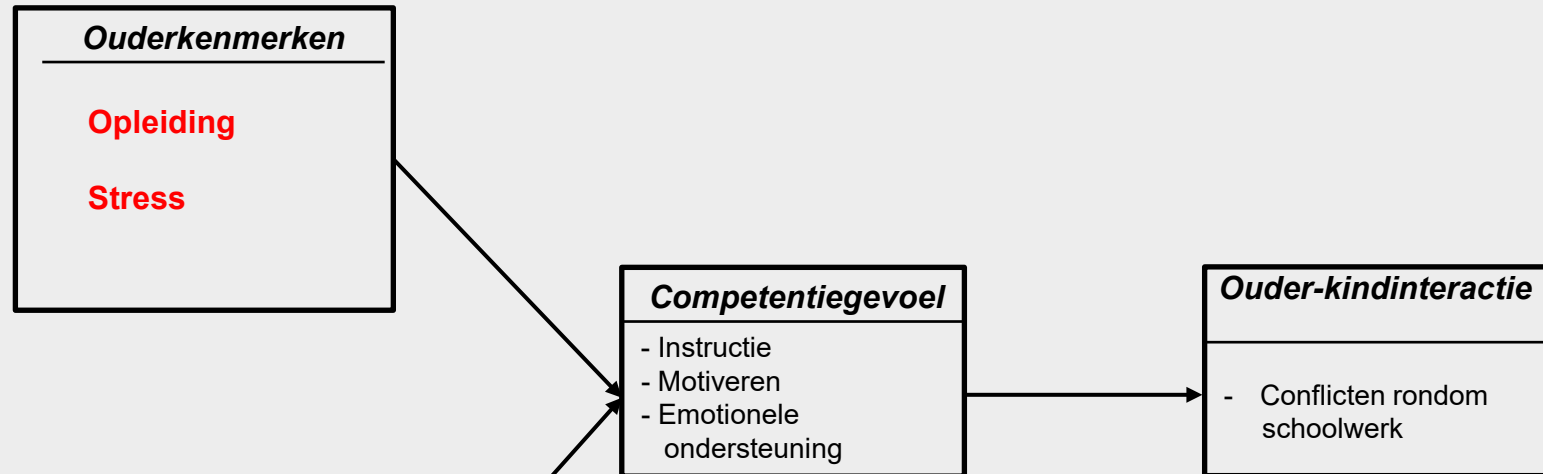 Ouderkenmerken
Opleiding
Stress
Competentiegevoel
- Instructie
- Motiveren
- Emotionele
ondersteuning
Ouder-kindinteractie
- Conflicten rondom
schoolwerk